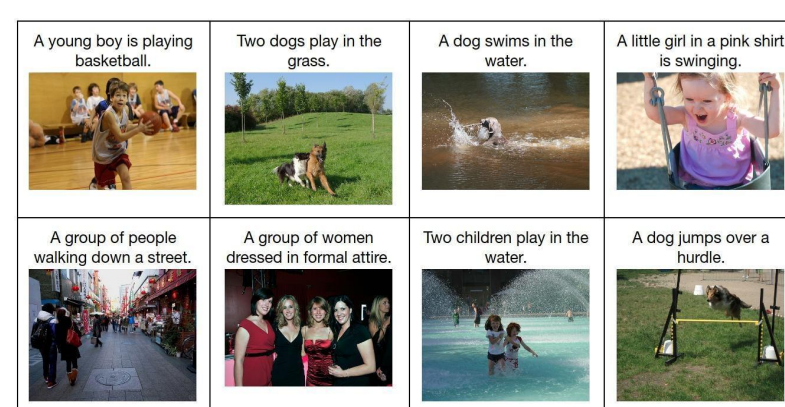 A young boy is playing
basketball.
Two dogs play in the
grass.
A dog swims in the
water.
A little girl in a pink shirt
is swinging.
A group of people
walking down a street.
A group of women
dressed in formal attire.
Two children play in the
water.
A dog jumps over a
hurdle.